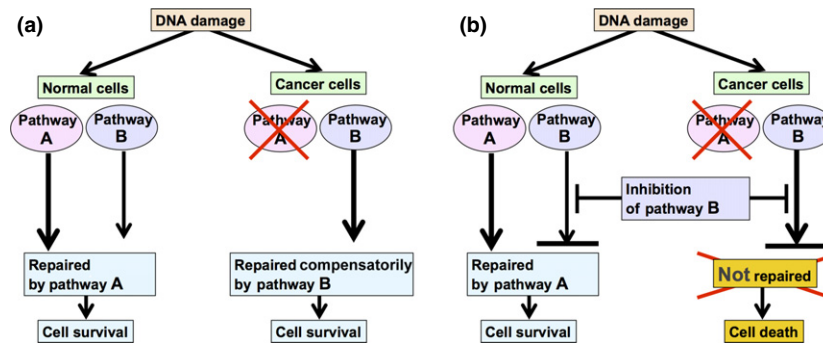 (a)
DNA damage
Normal cells
Cancer cells
Pathway
A
Pathway
B
Pathway
A
Pathway
B
Repaired
by pathway A
Repaired compensatorily
by pathway B
Cell survival
Cell survival
(b)
DNA damage
Normal cells
Cancer cells
Pathway
A
Pathway
B
Pathway
A
Pathway
B
Inhibition
of pathway B
Repaired
by pathway A
Not repaired
Cell survival
Cell death